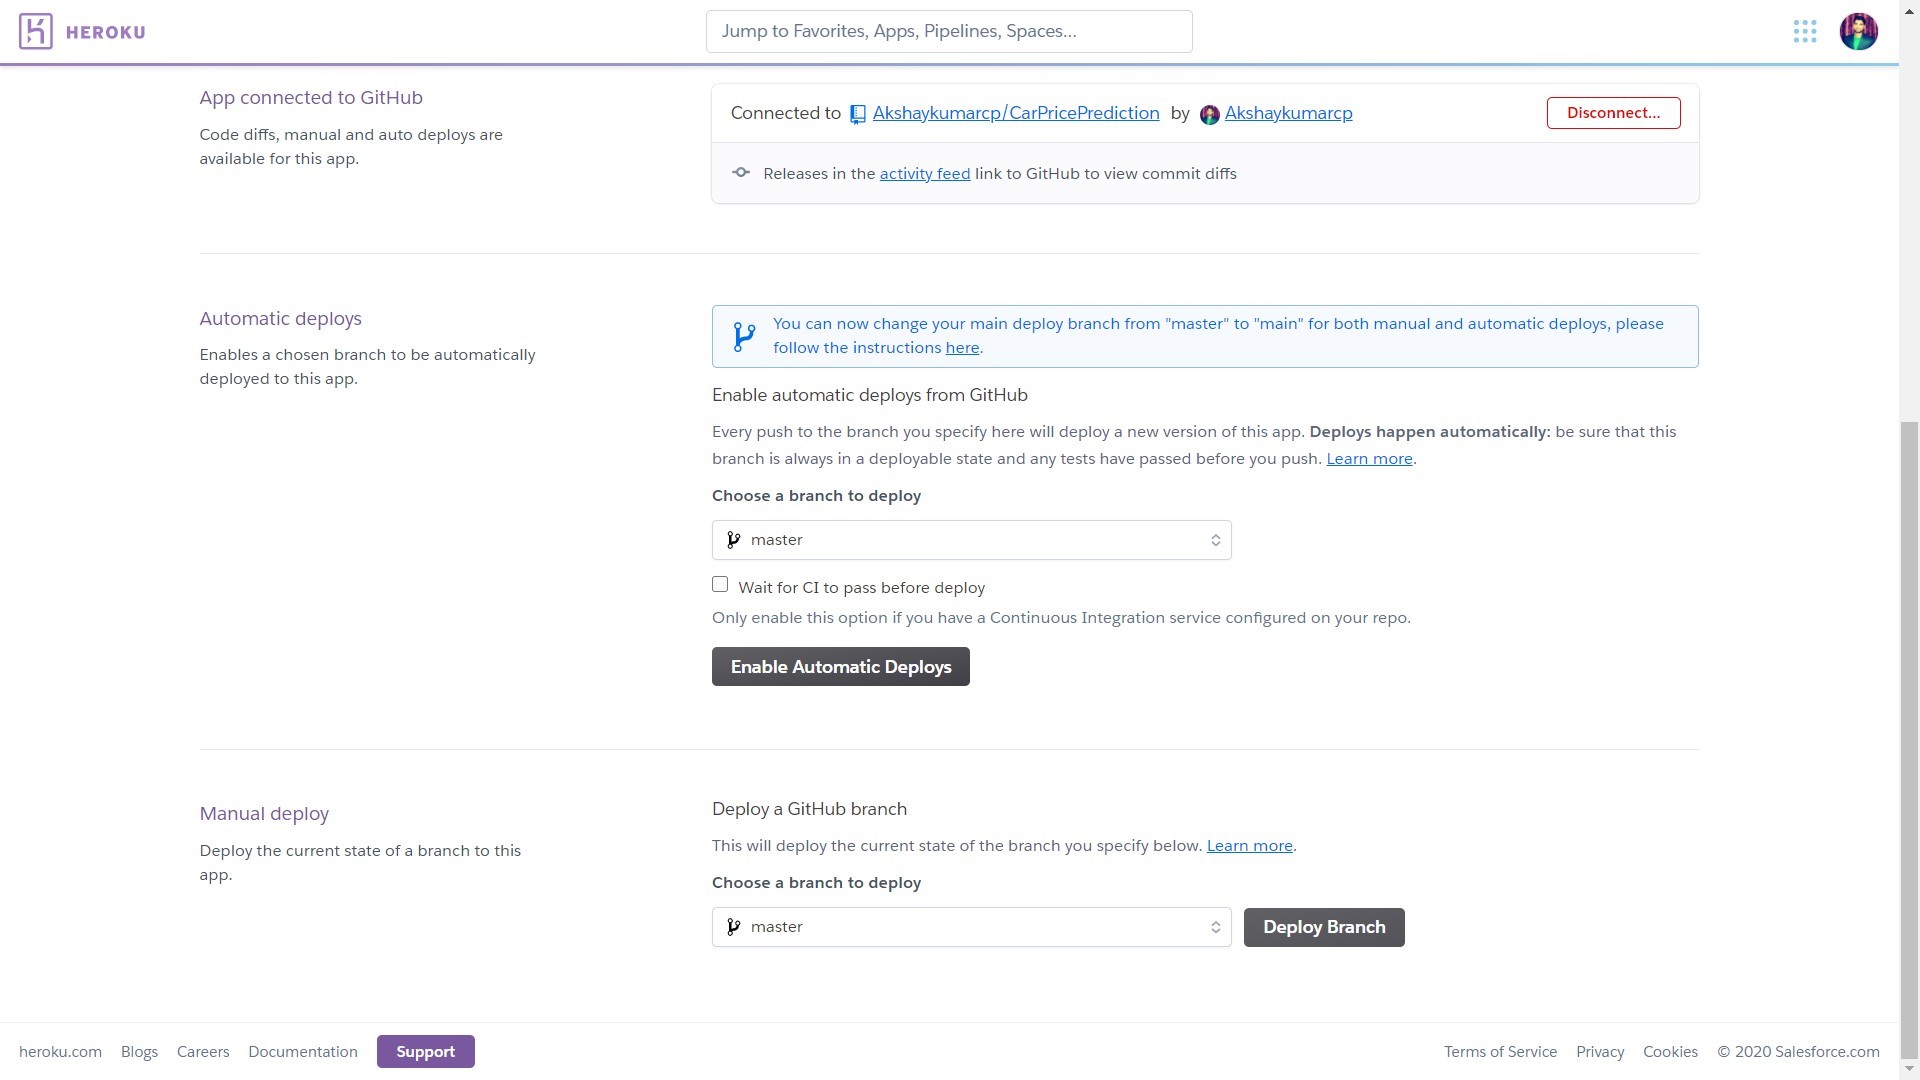 HEROKU
Jump to Favorites, Apps, Pipelines, Spaces...
App connected to GitHub
Code diffs, manual and auto deploys are
available for this app.
Connected to Akshaykumarcp/CarPricePrediction by Akshaykumarcp
Disconnect...
Releases in the activity feed link to GitHub to view commit diffs
Automatic deploys
Enables a chosen branch to be automatically
deployed to this app.
You can now change your main deploy branch from "master" to "main" for both manual and automatic deploys, please
follow the instructions here.
Enable automatic deploys from GitHub
Every push to the branch you specify here will deploy a new version of this app. Deploys happen automatically: be sure that this
branch is always in a deployable state and any tests have passed before you push. Learn more.
Choose a branch to deploy
master
Wait for CI to pass before deploy
Only enable this option if you have a Continuous Integration service configured on your repo.
Enable Automatic Deploys
Manual deploy
Deploy the current state of a branch to this
app.
Deploy a GitHub branch
This will deploy the current state of the branch you specify below. Learn more.
Choose a branch to deploy
master
Deploy Branch
heroku.com Blogs Careers Documentation Support
Terms of Service Privacy Cookies © 2020 Salesforce.com